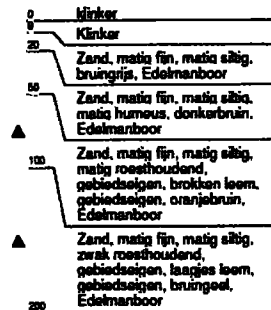 0 klinker
8 Klinker
20 Zand, matig fijn, matig siltig,
bruingrijs, Edelmanboor
50 Zand, matig fijn, matig siltig,
matig humeus, donkerbruin,
Edelmanboor
100 Zand, matig fijn, matig siltig,
matig roesthoudend,
gebiedseigen, brokken leem,
gebiedseigen, oranjebruin,
Edelmanboor
Zand, matig fijn, matig siltig,
zwak roesthoudend,
gebiedseigen, laagjes leem,
gebiedseigen, bruingeel,
200 Edelmanboor